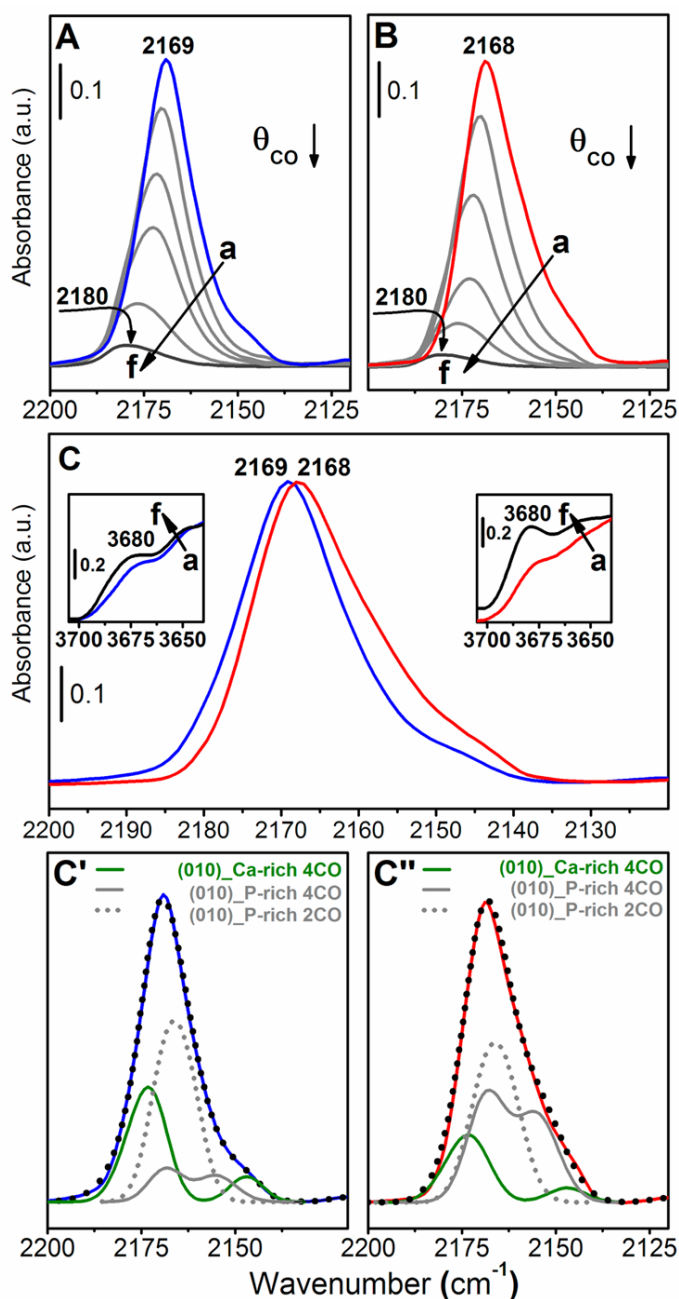 A
2169
0.1
θCO
a
2180
f
2200 2175 2150 2125
B
2168
0.1
θCO
a
2180
f
2175 2150 2125
Absorbance (a.u.)
C
2169 2168
f
3680
0.2
a
3700 3675 3650
3680 f
0.2
a
3700 3675 3650
0.1
Absorbance (a.u.)
2200 2190 2180 2170 2160 2150 2140 2130
C'
(010)_Ca-rich 4CO
(010)_P-rich 4CO
(010)_P-rich 2CO
2200 2175 2150
C"
(010)_Ca-rich 4CO
(010)_P-rich 4CO
(010)_P-rich 2CO
2200 2175 2150 2125
Wavenumber (cm⁻¹)